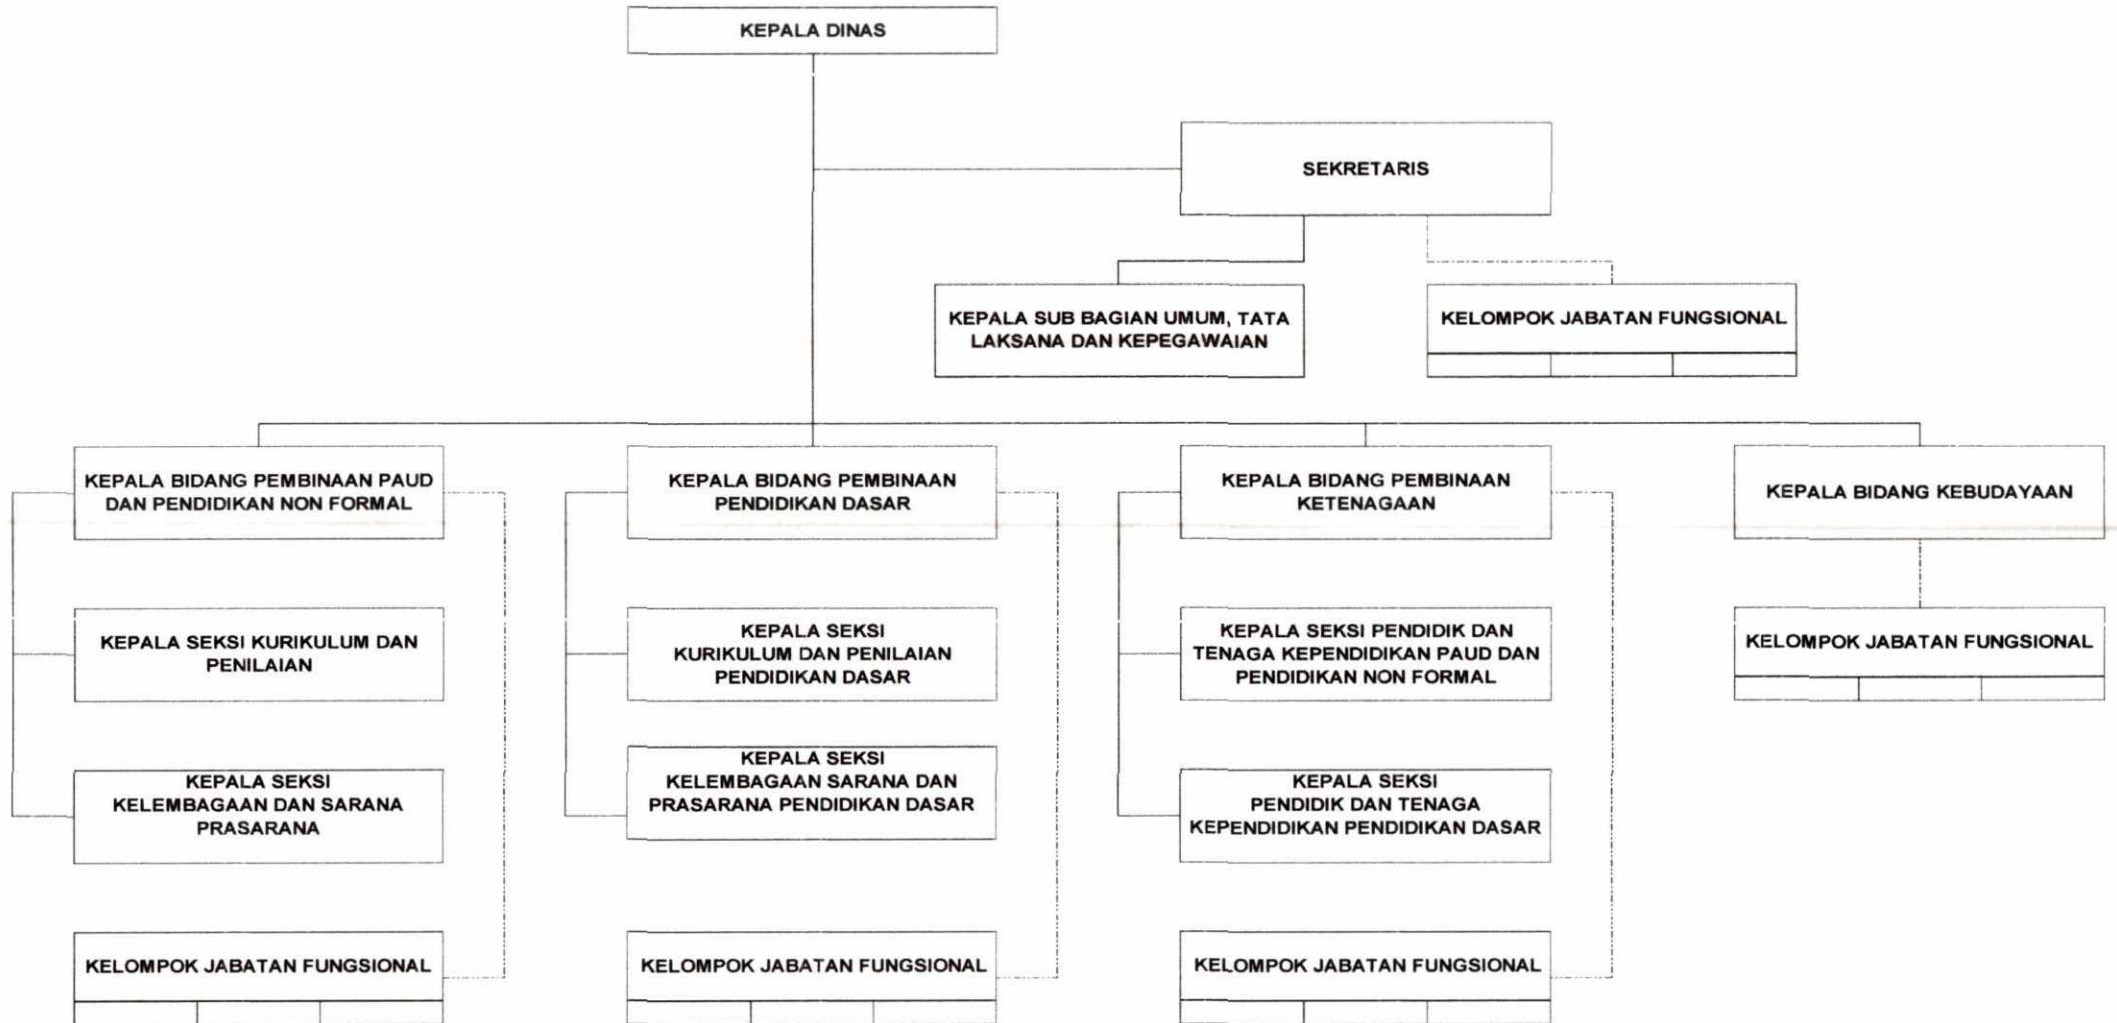 KEPALA DINAS
SEKRETARIS
KEPALA SUB BAGIAN UMUM, TATA
LAKSANA DAN KEPEGAWAIAN
KELOMPOK JABATAN FUNGSIONAL
KEPALA BIDANG PEMBINAAN PAUD
DAN PENDIDIKAN NON FORMAL
KEPALA BIDANG PEMBINAAN
PENDIDIKAN DASAR
KEPALA BIDANG PEMBINAAN
KETENAGAAN
KEPALA BIDANG KEBUDAYAAN
KEPALA SEKSI KURIKULUM DAN
PENILAIAN
KEPALA SEKSI
KURIKULUM DAN PENILAIAN
PENDIDIKAN DASAR
KEPALA SEKSI PENDIDIK DAN
TENAGA KEPENDIDIKAN PAUD DAN
PENDIDIKAN NON FORMAL
KELOMPOK JABATAN FUNGSIONAL
KEPALA SEKSI
KELEMBAGAAN DAN SARANA
PRASARANA
KEPALA SEKSI
KELEMBAGAAN SARANA DAN
PRASARANA PENDIDIKAN DASAR
KEPALA SEKSI
PENDIDIK DAN TENAGA
KEPENDIDIKAN PENDIDIKAN DASAR
KELOMPOK JABATAN FUNGSIONAL
KELOMPOK JABATAN FUNGSIONAL
KELOMPOK JABATAN FUNGSIONAL